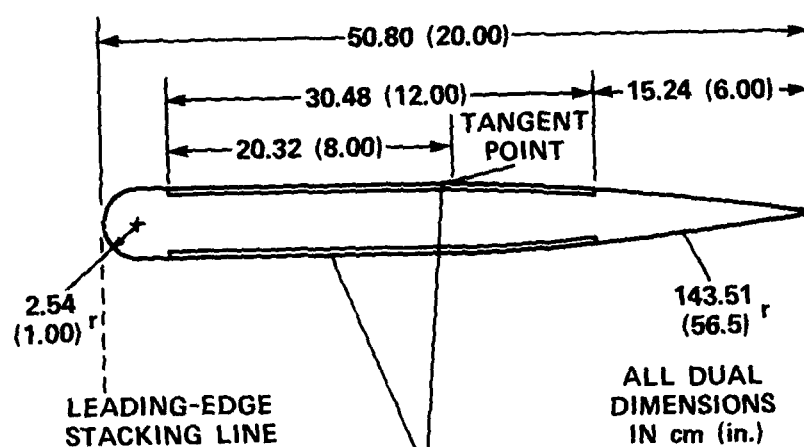 50.80 (20.00)
30.48 (12.00)
15.24 (6.00)
20.32 (8.00)
TANGENT
POINT
2.54
(1.00) r
143.51
(56.5) r
LEADING-EDGE
STACKING LINE
ALL DUAL
DIMENSIONS
IN cm (in.)